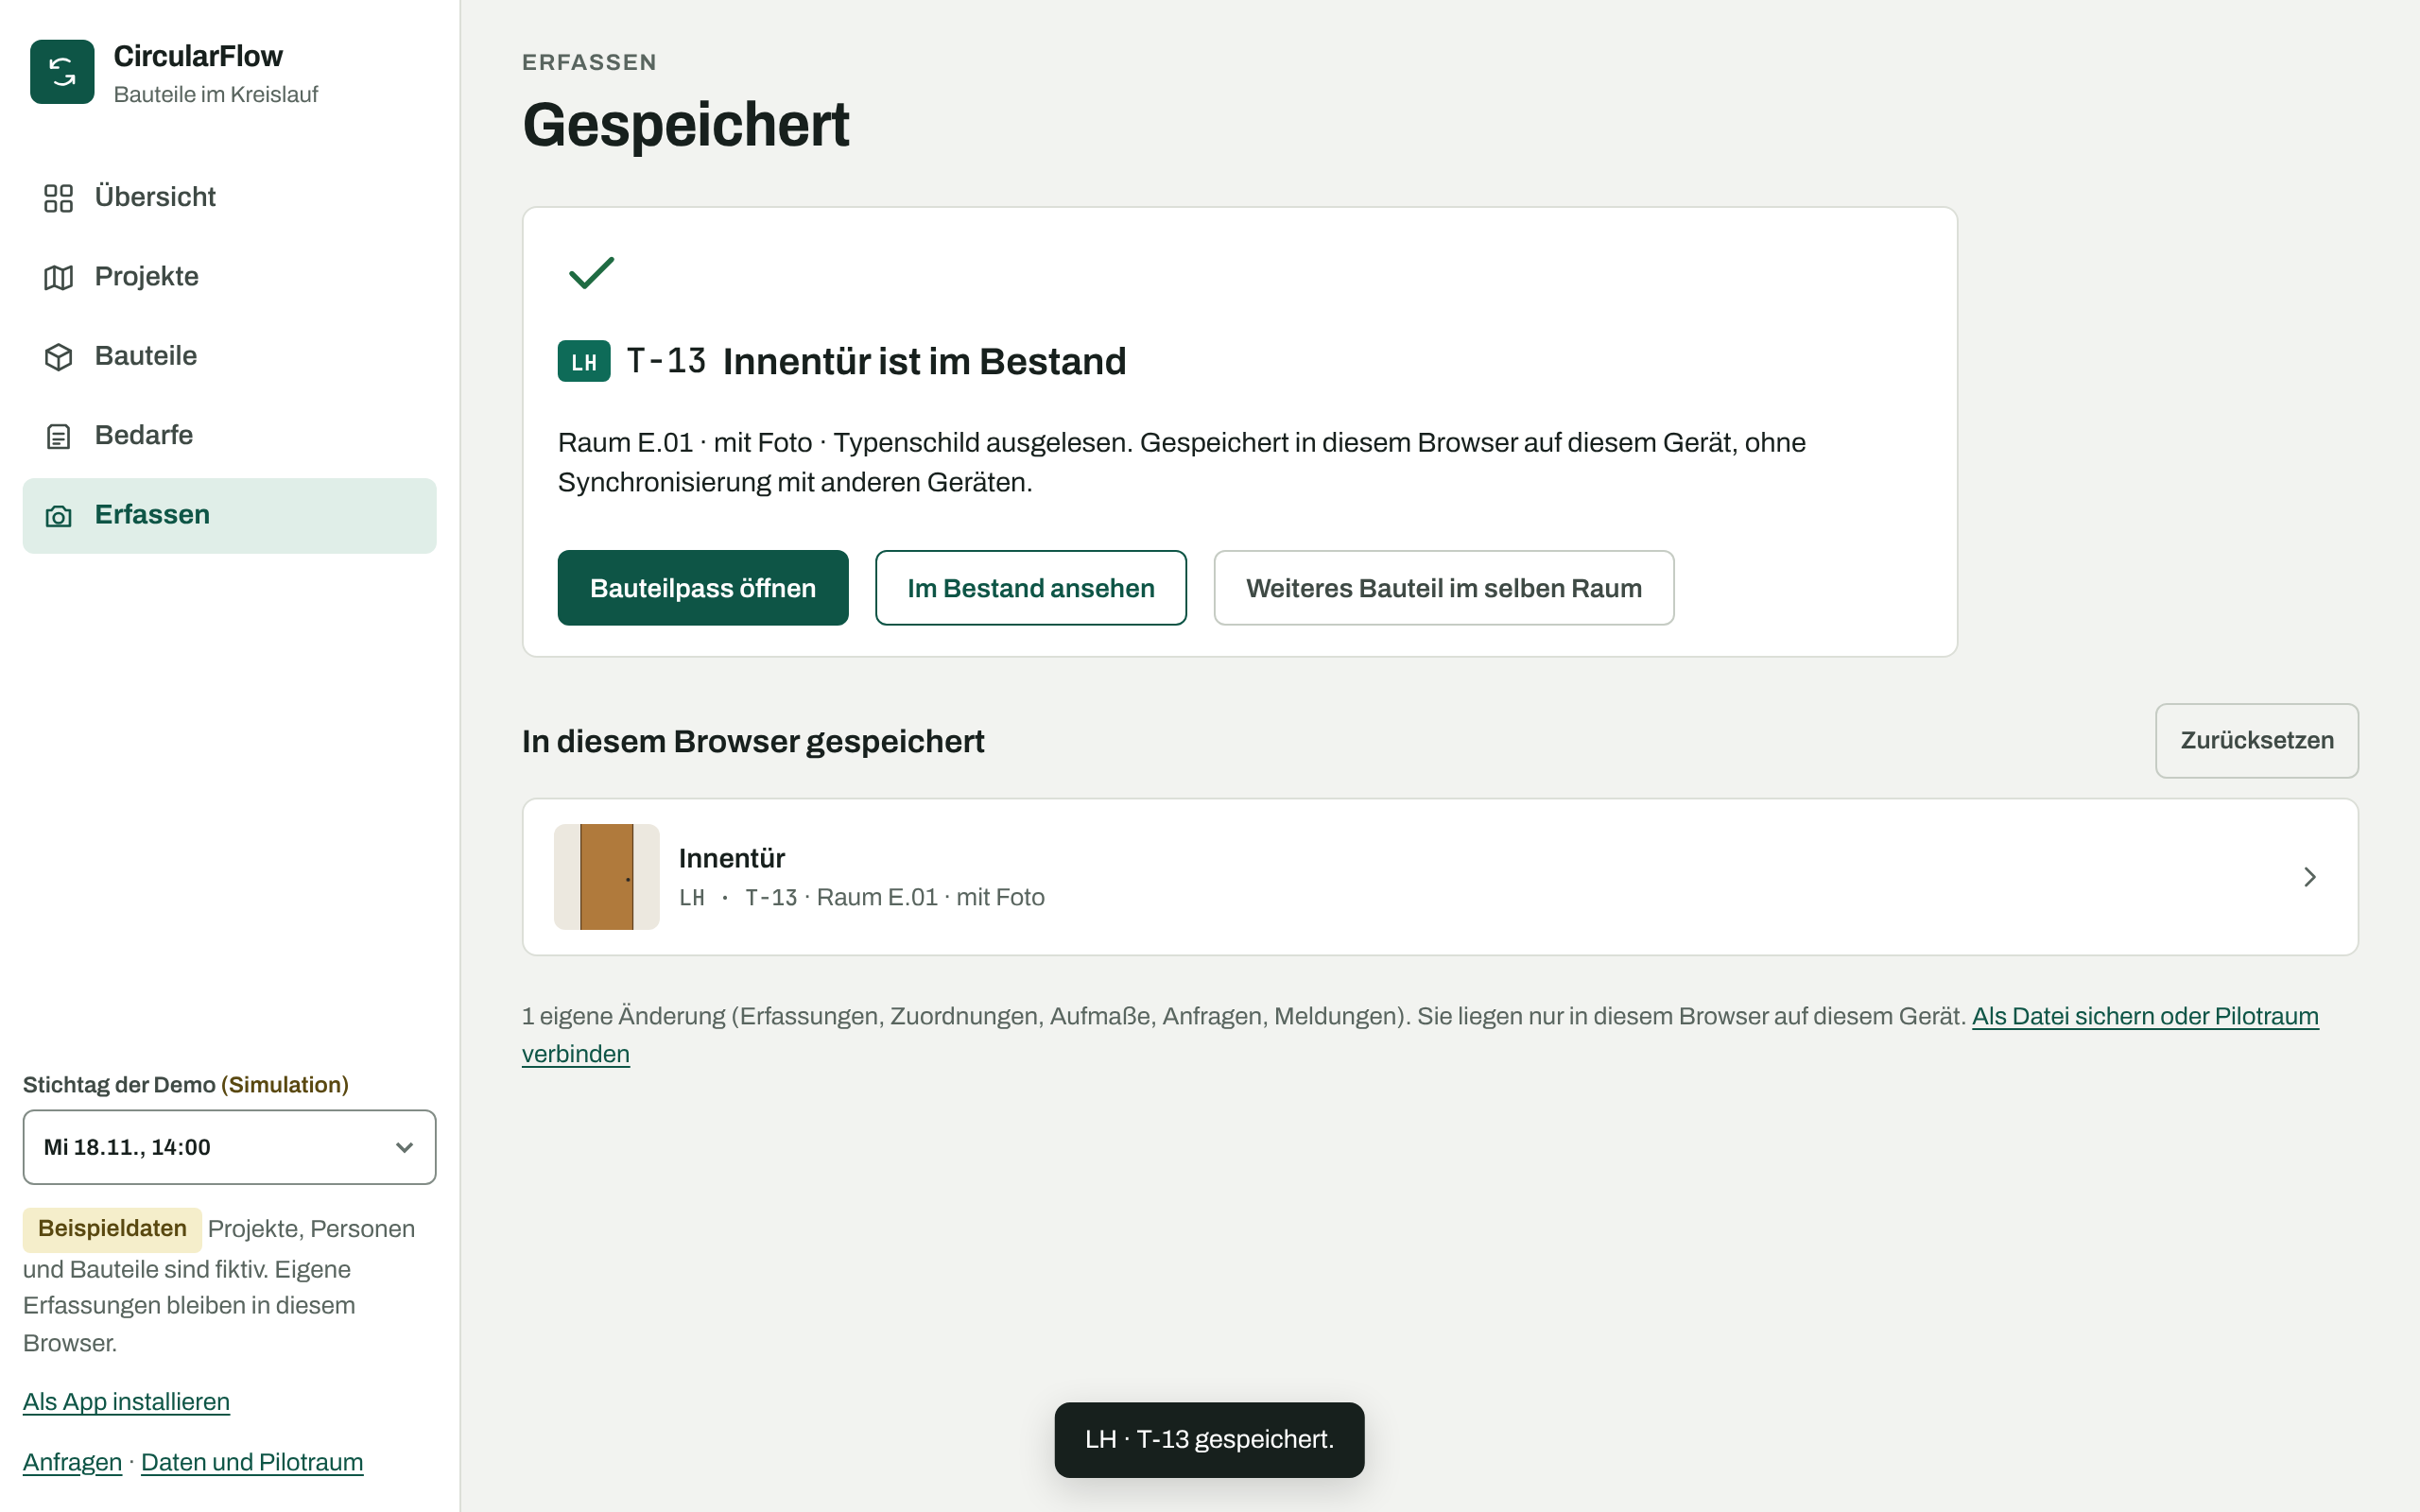 CircularFlow
Bauteile im Kreislauf
Übersicht
Projekte
Bauteile
Bedarfe
Erfassen
Stichtag der Demo (Simulation)
Mi 18.11., 14:00
Beispieldaten Projekte, Personen
und Bauteile sind fiktiv. Eigene
Erfassungen bleiben in diesem
Browser.
Als App installieren
Anfragen · Daten und Pilotraum
ERFASSEN
Gespeichert
LH T-13 Innentür ist im Bestand
Raum E.01 · mit Foto · Typenschild ausgelesen. Gespeichert in diesem Browser auf diesem Gerät, ohne
Synchronisierung mit anderen Geräten.
Bauteilpass öffnen
Im Bestand ansehen
Weiteres Bauteil im selben Raum
In diesem Browser gespeichert
Zurücksetzen
Innentür
LH · T-13 · Raum E.01 · mit Foto
1 eigene Änderung (Erfassungen, Zuordnungen, Aufmaße, Anfragen, Meldungen). Sie liegen nur in diesem Browser auf diesem Gerät. Als Datei sichern oder Pilotraum
verbinden
LH · T-13 gespeichert.